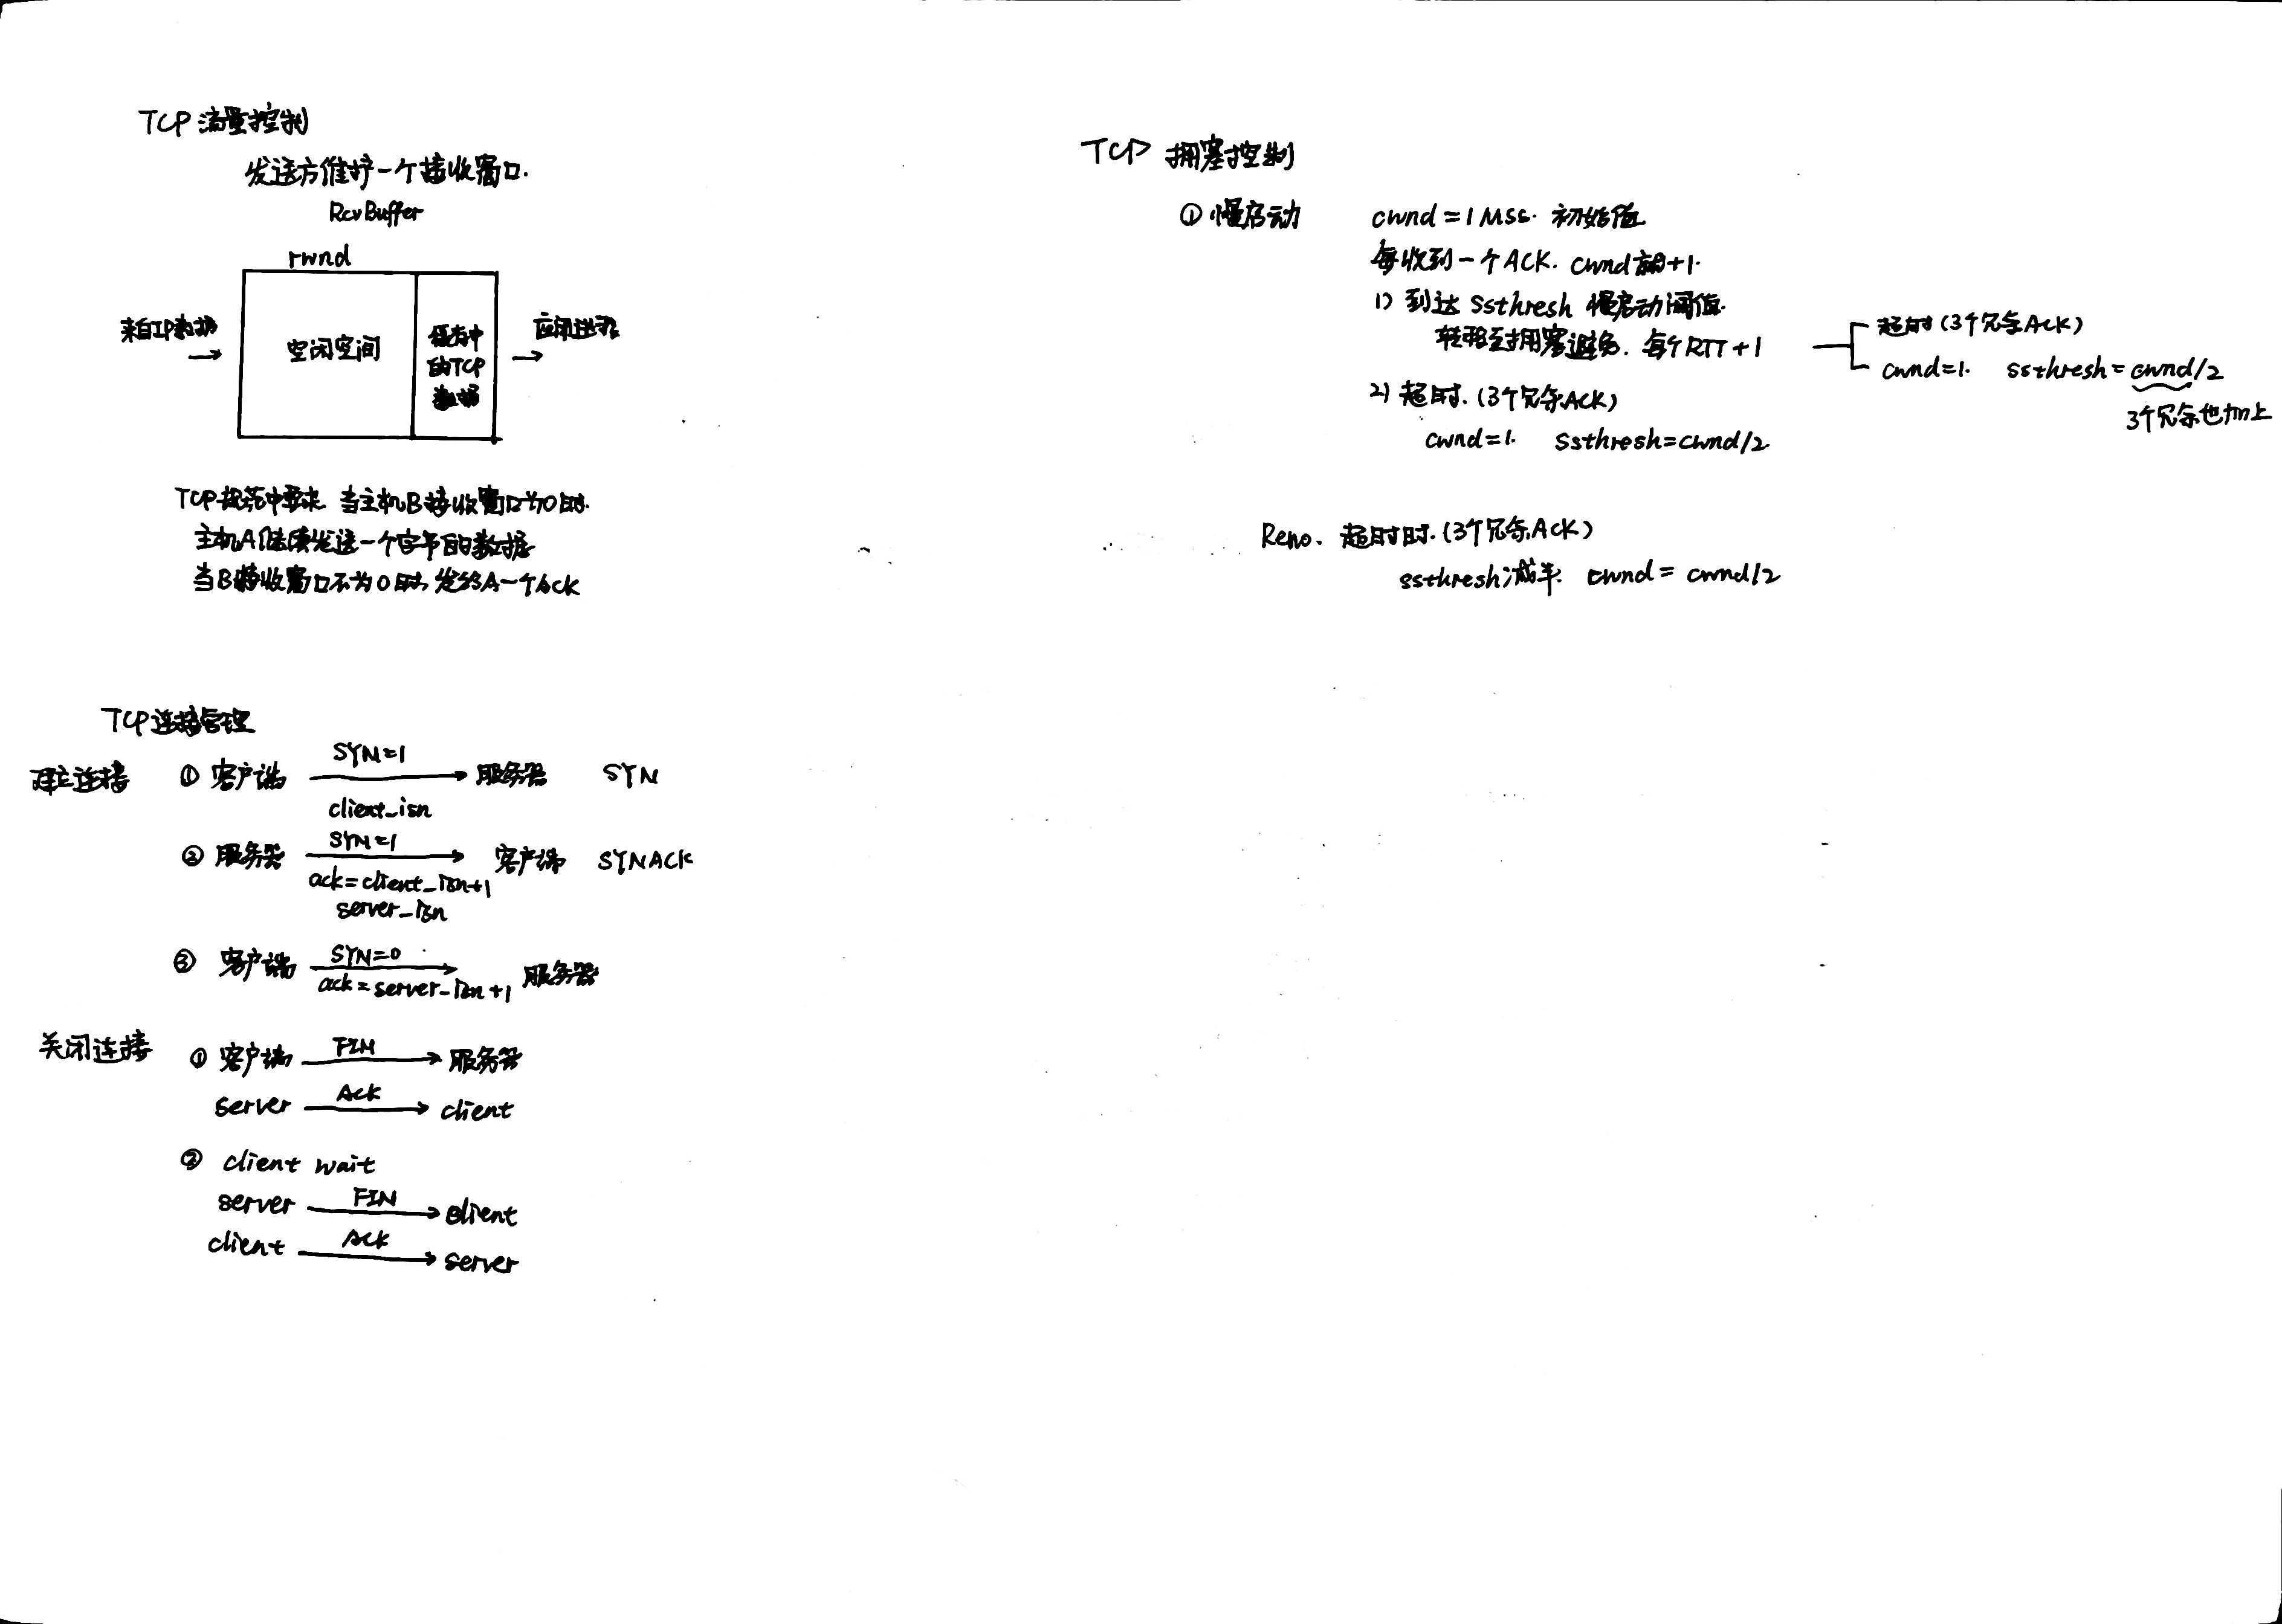 TCP 流量控制
发送方维护一个接收窗口.
RcvBuffer
rwnd
来自IP数据
空闲空间
缓存中
的TCP
数据
应用进程
TCP规范中要求 当主机B接收窗口为0时.
主机A继续发送一个字节的数据
当B接收窗口不为0时, 发给A一个ACK
TCP连接管理
建立连接 ① 客户端 SYN=1 服务器 SYN
client_isn
② 服务器 SYN=1 客户端 SYNACK
ack=client_isn+1
server_isn
③ 客户端 SYN=0 服务器
ack=server_isn+1
关闭连接 ① 客户端 FIN 服务器
server ACK client
② client wait
server FIN client
client ACK server
TCP 拥塞控制
① 慢启动 cwnd=1MSS. 初始值
每收到一个ACK. cwnd +1.
1) 到达 ssthresh 慢启动阈值.
转移至拥塞避免. 每个RTT+1
超时(3个冗余ACK)
cwnd=1. ssthresh=cwnd/2
3个冗余也加上
2) 超时.(3个冗余ACK)
cwnd=1. ssthresh=cwnd/2
Reno. 超时时.(3个冗余ACK)
ssthresh减半. cwnd=cwnd/2